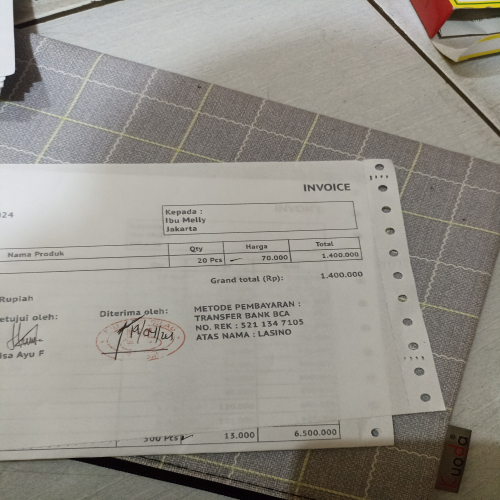 INVOICE
024
Kepada :
Ibu Melly
Jakarta
Nama Produk Qty Harga Total
20 Pcs 70.000 1.400.000
Grand total (Rp): 1.400.000
Rupiah
etujui oleh: Diterima oleh:
isa Ayu F
METODE PEMBAYARAN :
TRANSFER BANK BCA
NO. REK : 521 134 7105
ATAS NAMA : LASINO
500 Pcs 13.000 6.500.000